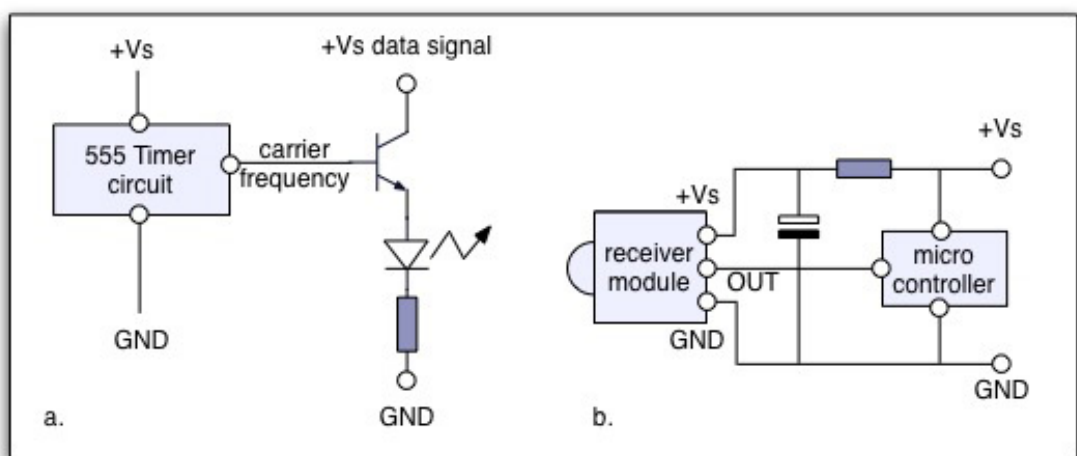 +Vs
555 Timer
circuit
GND
carrier
frequency
+Vs data signal
GND
a.
+Vs
receiver
module
OUT
GND
+Vs
micro
controller
GND
b.